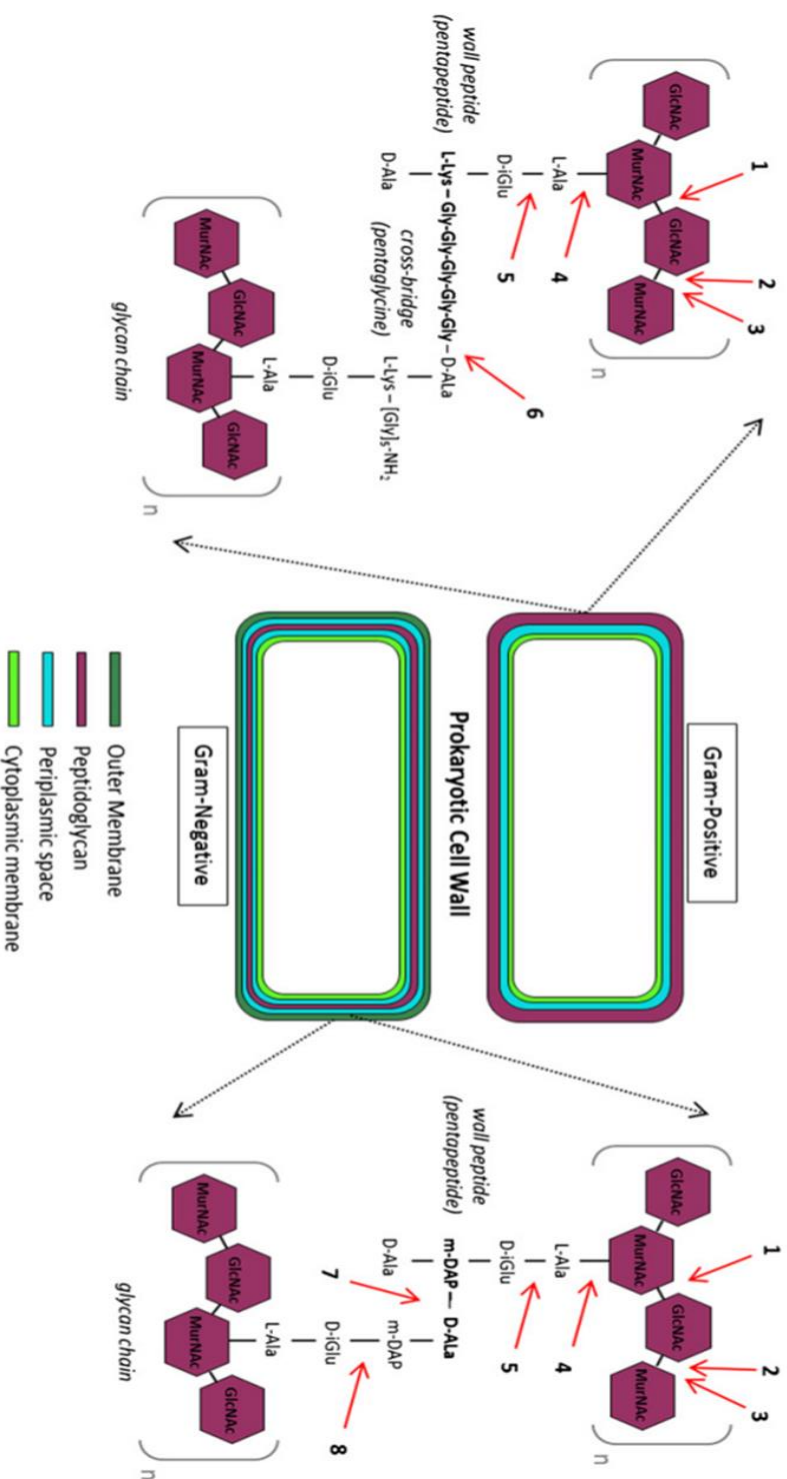 1
2
3
GlcNAc
MurNAc
GlcNAc
MurNAc
n
wall peptide
(pentapeptide)
L-Ala
4
D-iGlu
5
L-Lys – Gly-Gly-Gly-Gly-Gly – D-ALa
6
D-Ala
cross-bridge
(pentaglycine)
L-Lys – [Gly]5-NH2
D-iGlu
L-Ala
MurNAc
GlcNAc
MurNAc
GlcNAc
n
glycan chain
Gram-Positive
Prokaryotic Cell Wall
Gram-Negative
Outer Membrane
Peptidoglycan
Periplasmic space
Cytoplasmic membrane
1
2
3
GlcNAc
MurNAc
GlcNAc
MurNAc
n
wall peptide
(pentapeptide)
L-Ala
4
D-iGlu
5
m-DAP — D-ALa
D-Ala
7
m-DAP
8
D-iGlu
L-Ala
MurNAc
GlcNAc
MurNAc
GlcNAc
n
glycan chain